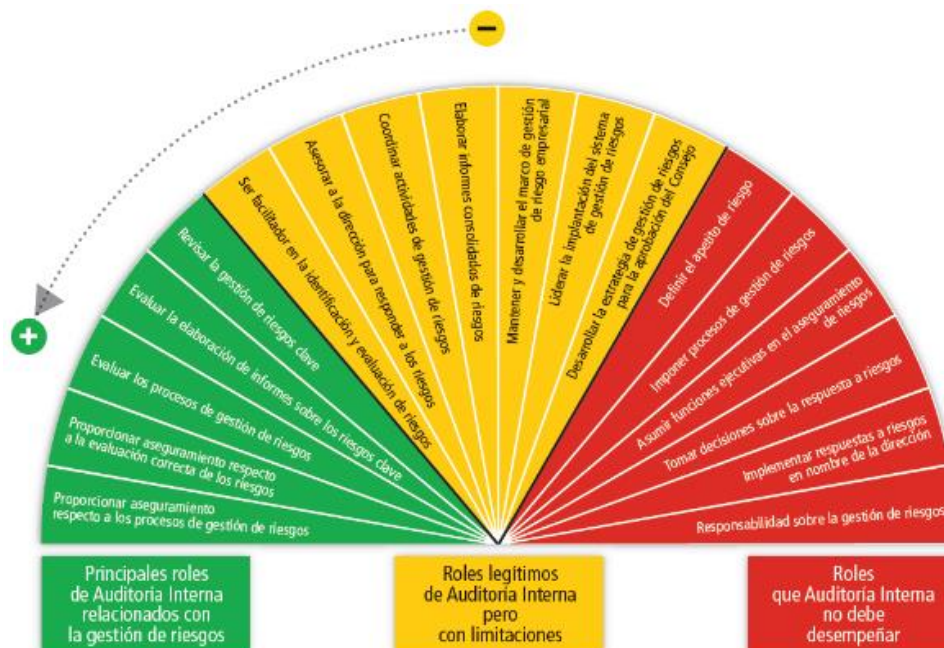 −
+
Proporcionar aseguramiento
respecto a los procesos de gestión de riesgos
Proporcionar aseguramiento respecto
a la evaluación correcta de los riesgos
Evaluar los procesos de gestión de riesgos
Evaluar la elaboración de informes sobre los riesgos clave
Revisar la gestión de riesgos clave
Ser facilitador en la identificación y evaluación de riesgos
Asesorar a la dirección para responder a los riesgos
Coordinar actividades de gestión de riesgos
Elaborar informes consolidados de riesgos
Mantener y desarrollar el marco de gestión
de riesgo empresarial
Liderar la implantación del sistema
de gestión de riesgos
Desarrollar la estrategia de gestión de riesgos
para la aprobación del Consejo
Definir el apetito de riesgo
Imponer procesos de gestión de riesgos
Asumir funciones ejecutivas en el aseguramiento
de riesgos
Tomar decisiones sobre la respuesta a riesgos
Implementar respuestas a riesgos
en nombre de la dirección
Responsabilidad sobre la gestión de riesgos
Principales roles
de Auditoría Interna
relacionados con
la gestión de riesgos
Roles legítimos
de Auditoría Interna
pero
con limitaciones
Roles
que Auditoría Interna
no debe
desempeñar